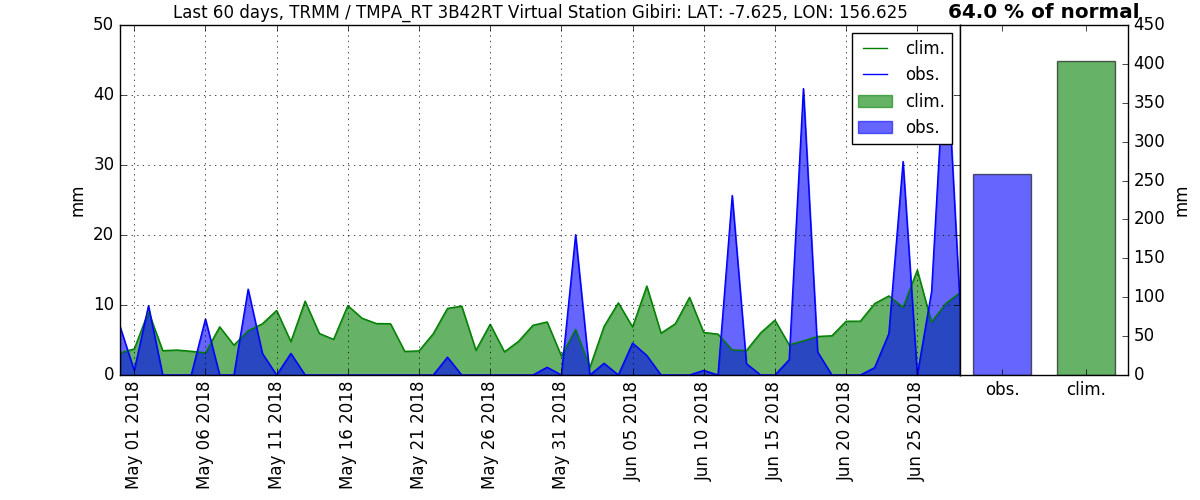 Last 60 days, TRMM / TMPA_RT 3B42RT Virtual Station Gibiri: LAT: -7.625, LON: 156.625
64.0 % of normal
50
40
30
20
10
0
mm
clim.
obs.
clim.
obs.
450
400
350
300
250
200
150
100
50
0
mm
May 01 2018
May 06 2018
May 11 2018
May 16 2018
May 21 2018
May 26 2018
May 31 2018
Jun 05 2018
Jun 10 2018
Jun 15 2018
Jun 20 2018
Jun 25 2018
obs.
clim.